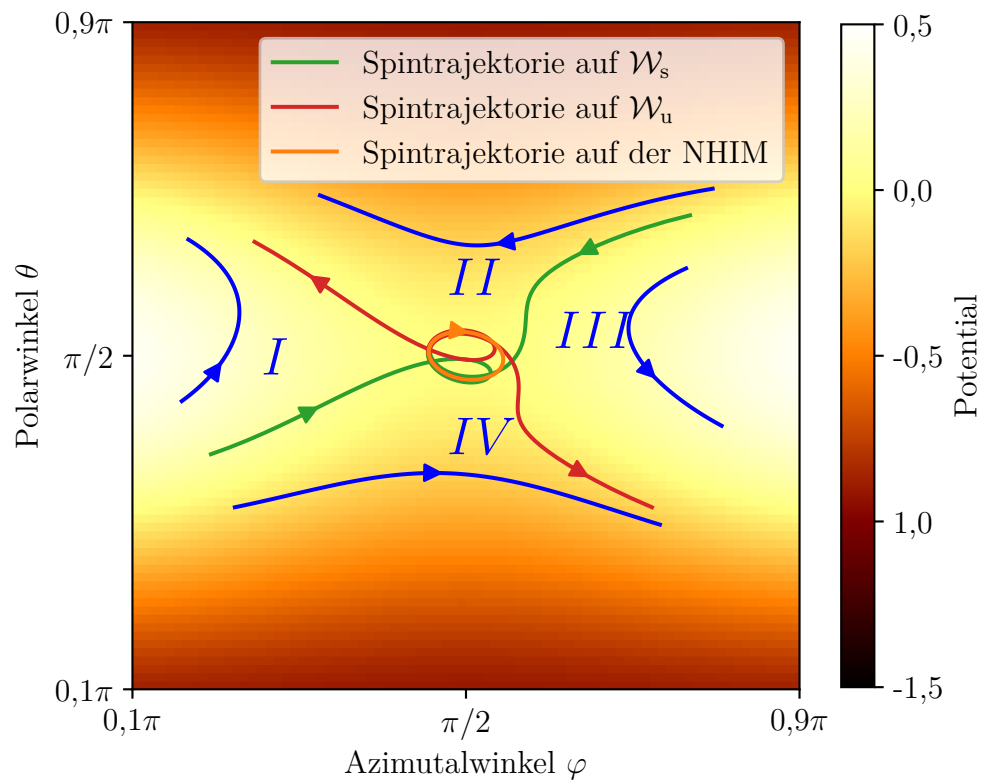 0,9π
0,5
Spintrajektorie auf 𝒲ₛ
Spintrajektorie auf 𝒲ᵤ
Spintrajektorie auf der NHIM
0,0
II
III
I
Polarwinkel θ
π/2
-0,5
Potential
IV
1,0
0,1π
-1,5
0,1π
π/2
0,9π
Azimutalwinkel φ